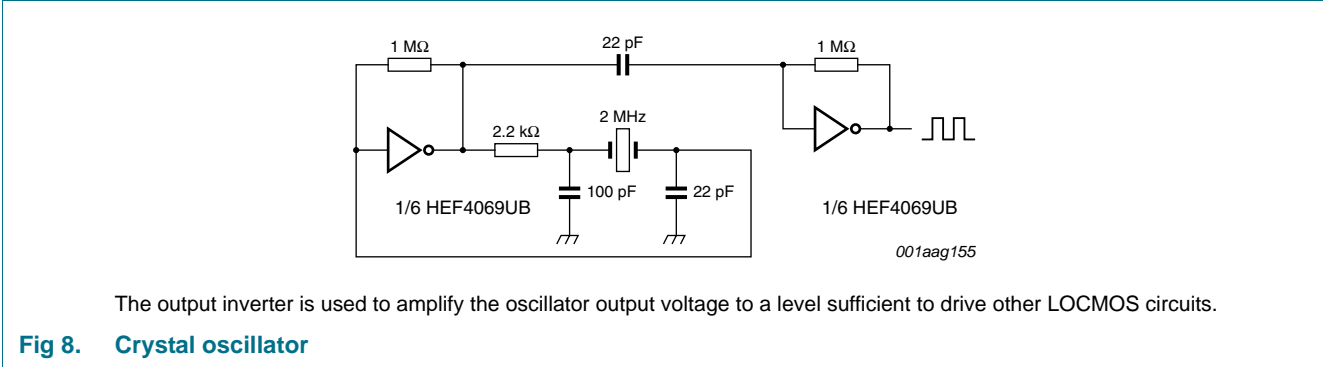 1 MΩ
22 pF
1 MΩ
2.2 kΩ
2 MHz
100 pF
22 pF
1/6 HEF4069UB
1/6 HEF4069UB
001aag155
The output inverter is used to amplify the oscillator output voltage to a level sufficient to drive other LOCMOS circuits.
Fig 8. Crystal oscillator